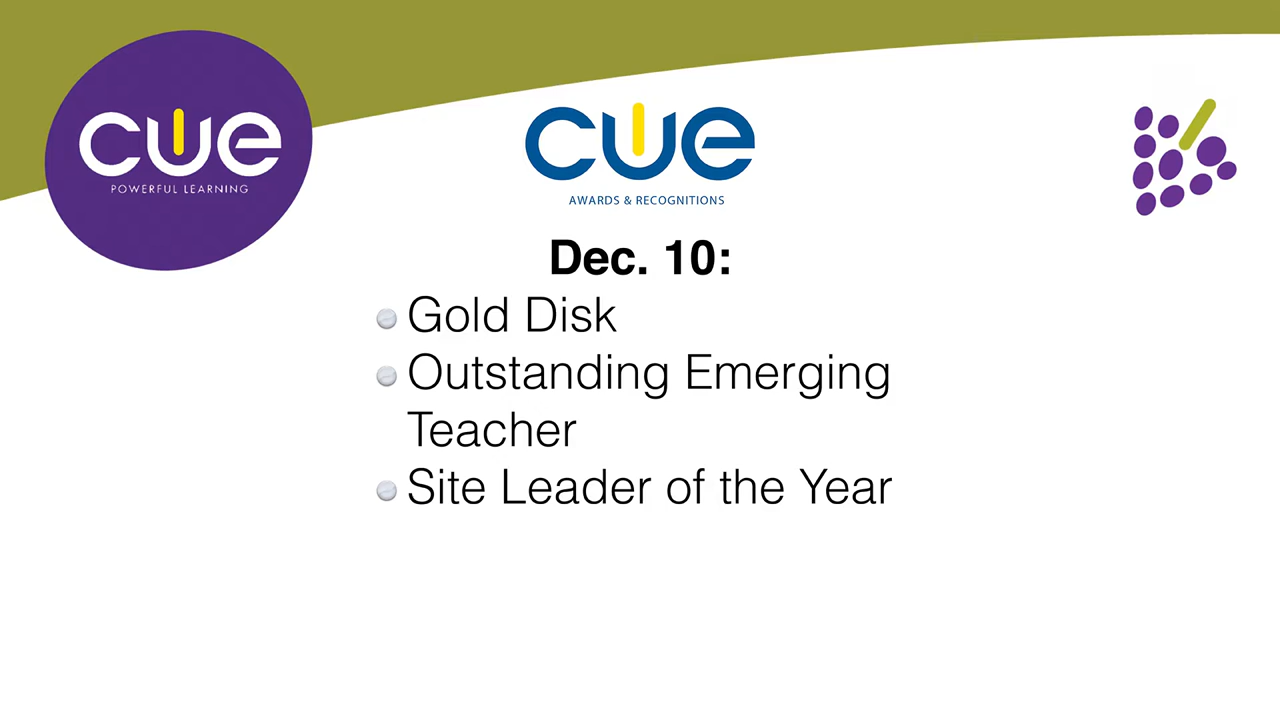 cue
POWERFUL LEARNING
cue
AWARDS & RECOGNITIONS
Dec. 10:
Gold Disk
Outstanding Emerging
Teacher
Site Leader of the Year